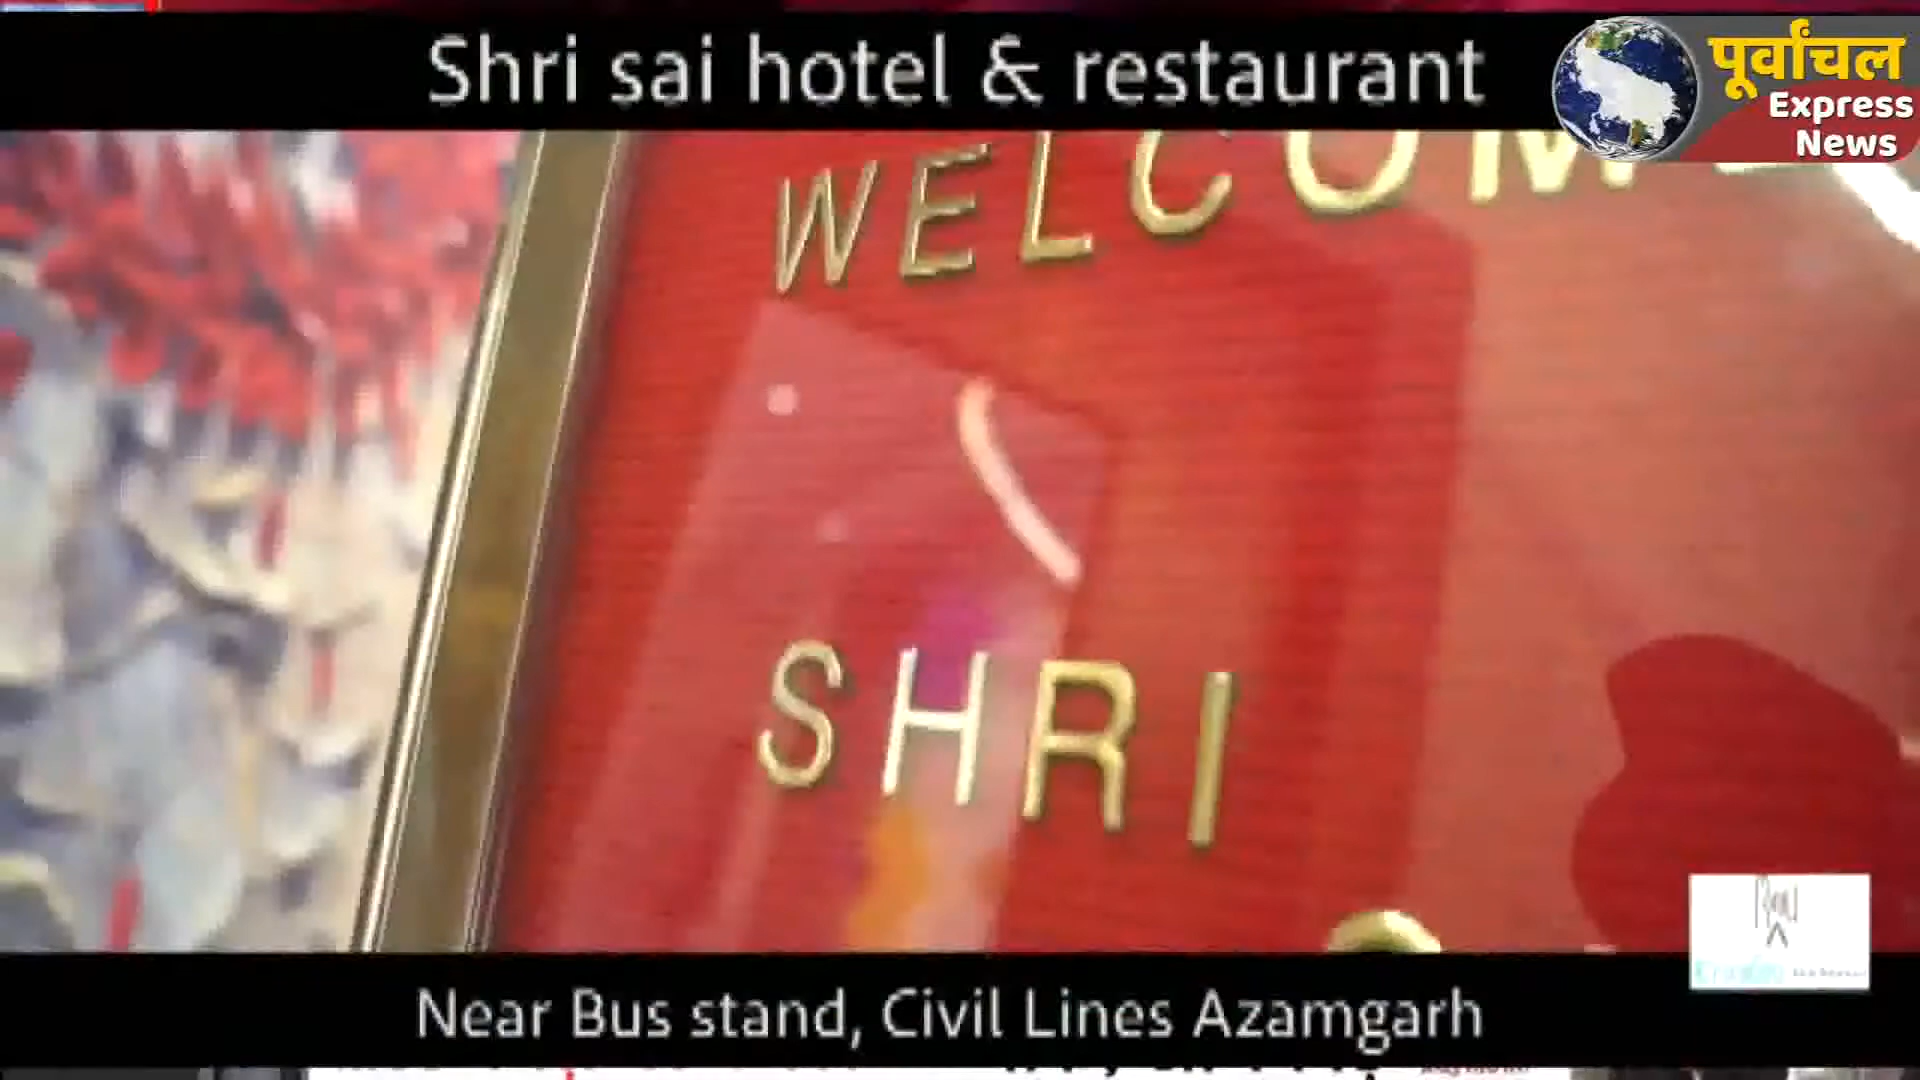 Shri sai hotel & restaurant
पूर्वांचल
Express
News
WELCOM
SHRI
Near Bus stand, Civil Lines Azamgarh